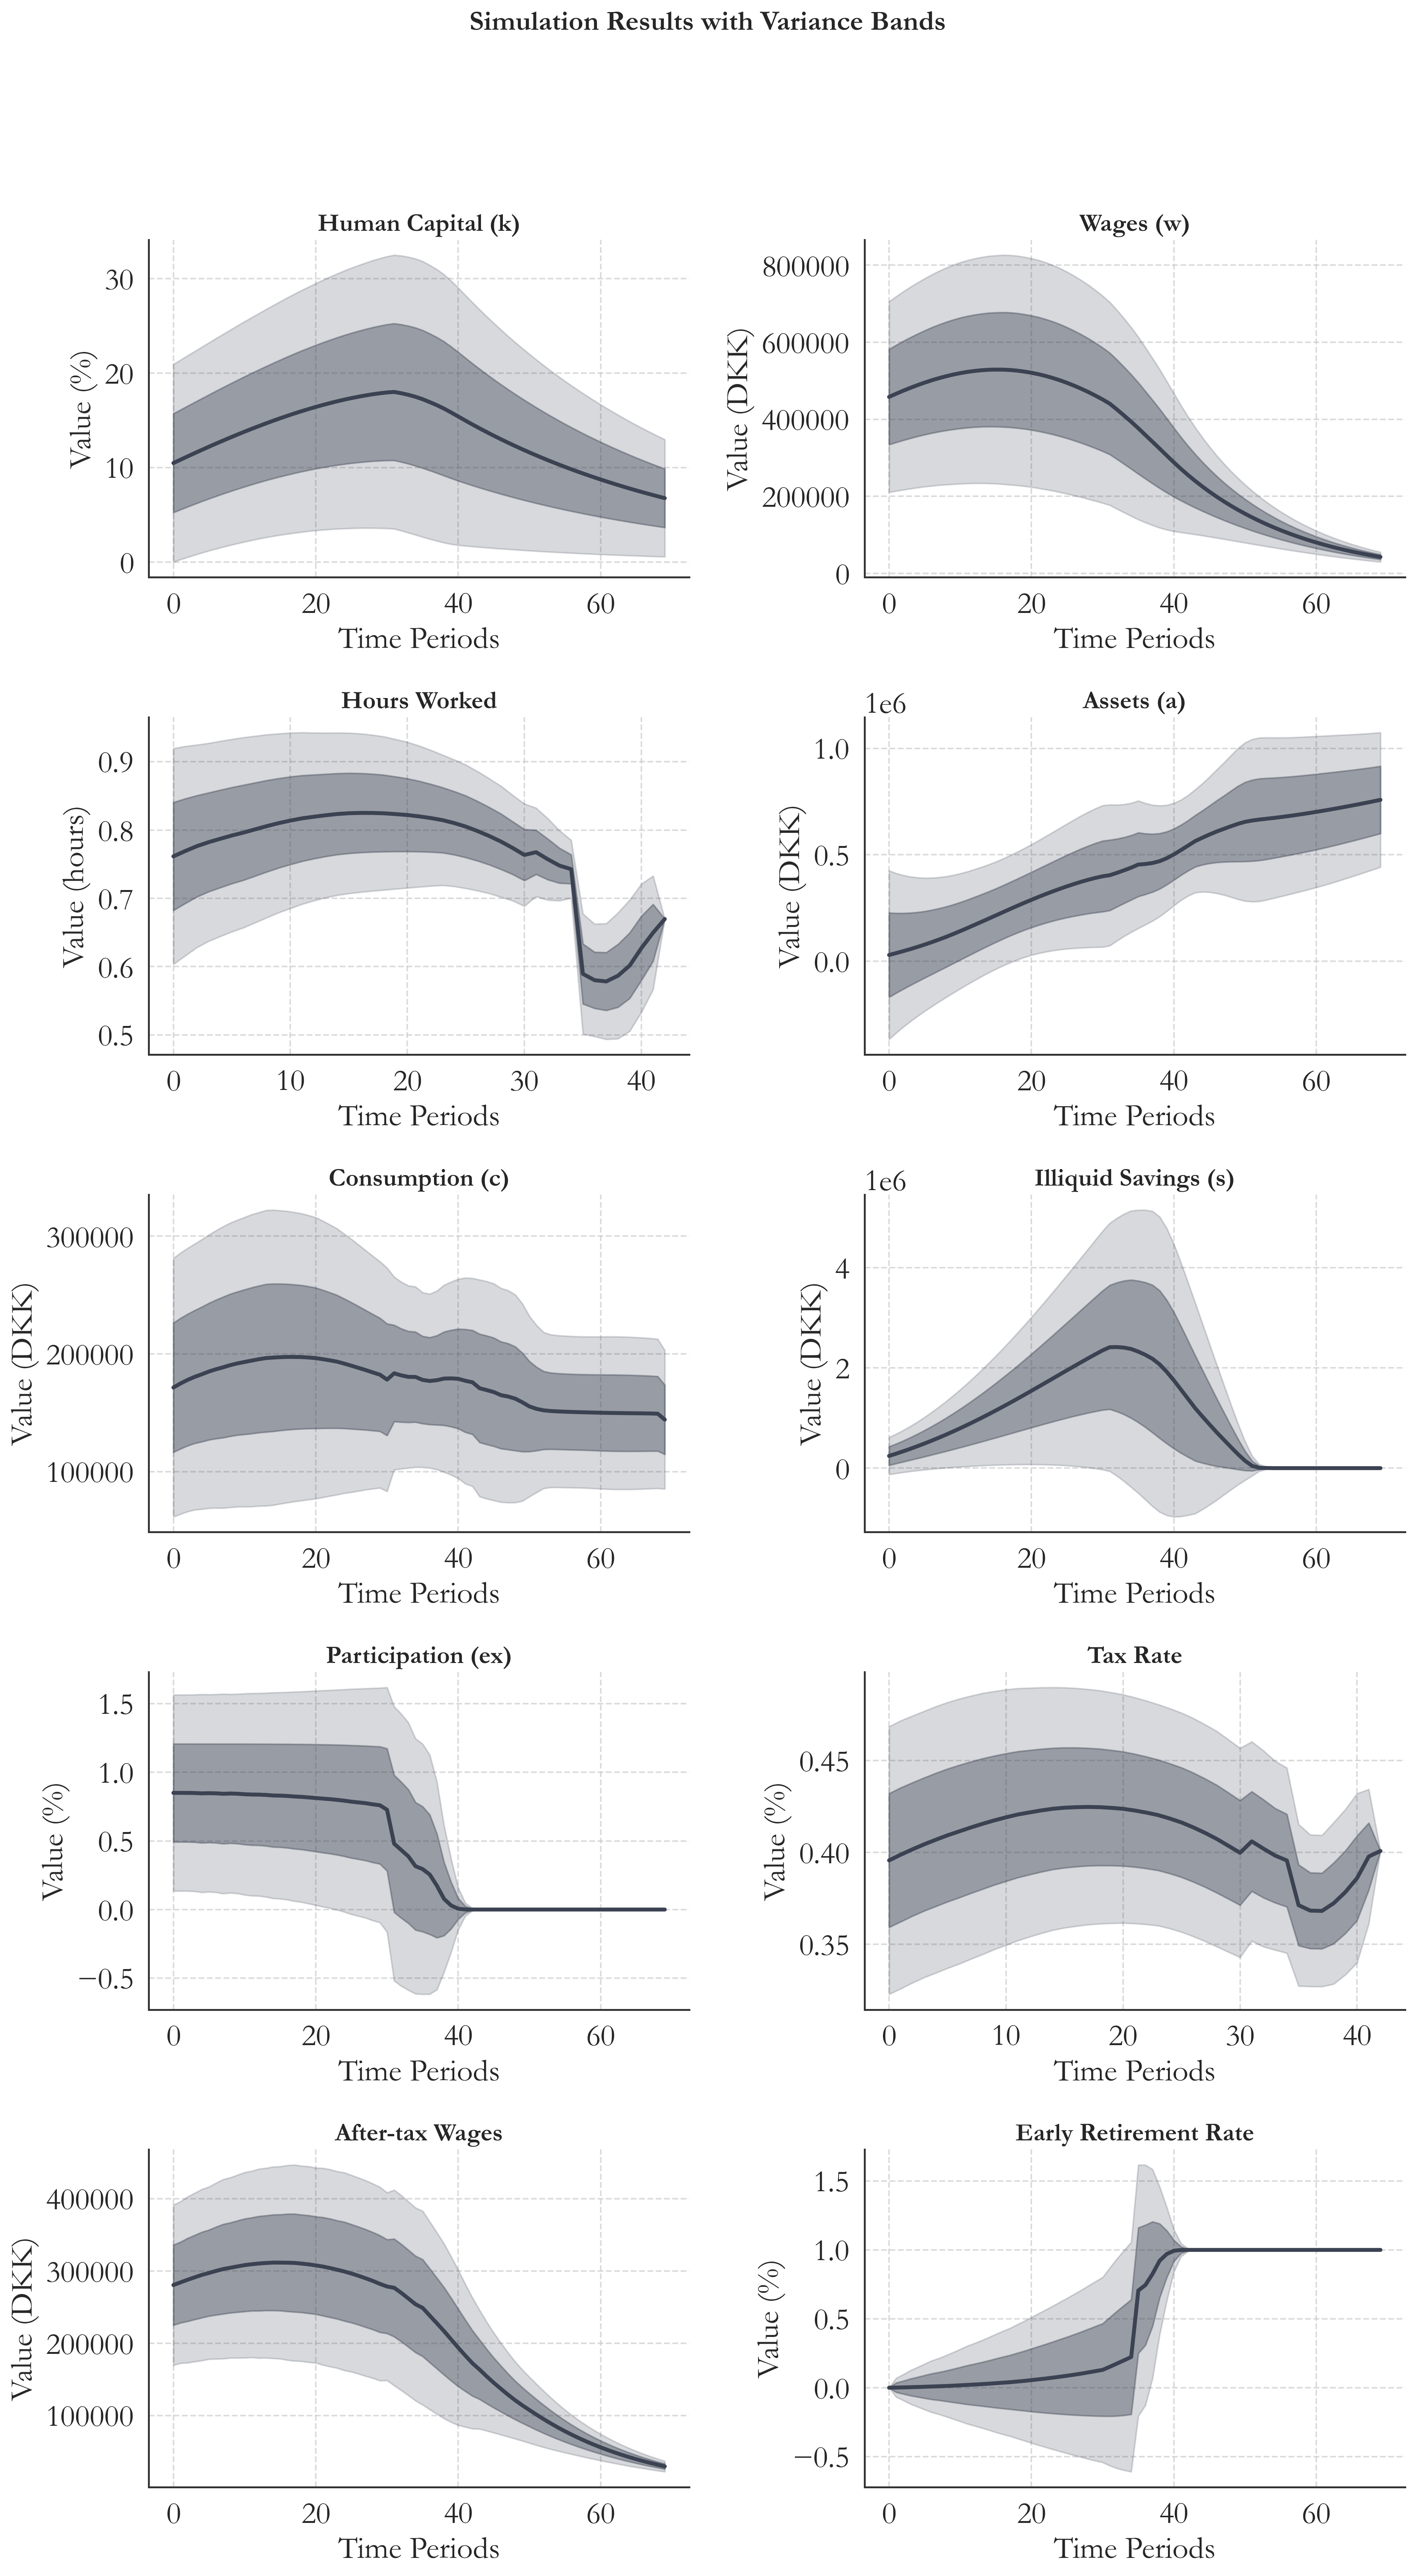 Simulation Results with Variance Bands
Human Capital (k)
Value (%)
30
20
10
0
0 20 40 60
Time Periods
Wages (w)
Value (DKK)
800000
600000
400000
200000
0
0 20 40 60
Time Periods
Hours Worked
Value (hours)
0.9
0.8
0.7
0.6
0.5
0 10 20 30 40
Time Periods
Assets (a)
1e6
Value (DKK)
1.0
0.5
0.0
0 20 40 60
Time Periods
Consumption (c)
Value (DKK)
300000
200000
100000
0 20 40 60
Time Periods
Illiquid Savings (s)
1e6
Value (DKK)
4
2
0
0 20 40 60
Time Periods
Participation (ex)
Value (%)
1.5
1.0
0.5
0.0
−0.5
0 20 40 60
Time Periods
Tax Rate
Value (%)
0.45
0.40
0.35
0 10 20 30 40
Time Periods
After-tax Wages
Value (DKK)
400000
300000
200000
100000
0 20 40 60
Time Periods
Early Retirement Rate
Value (%)
1.5
1.0
0.5
0.0
−0.5
0 20 40 60
Time Periods